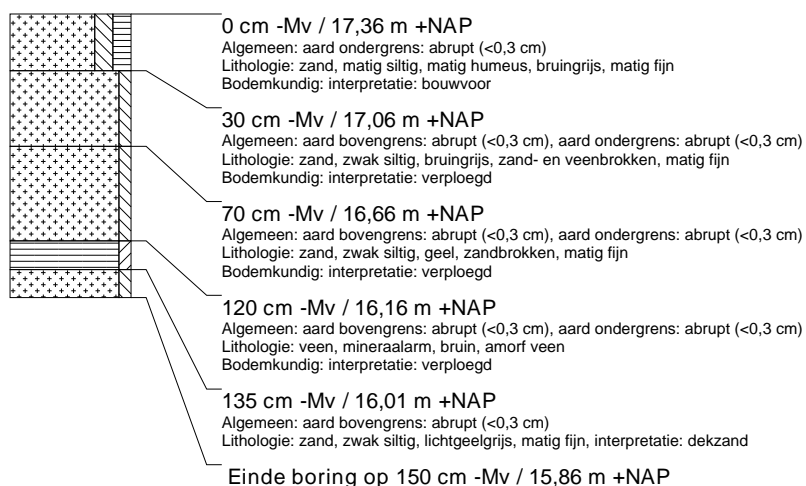 0 cm -Mv / 17,36 m +NAP
Algemeen: aard ondergrens: abrupt (<0,3 cm)
Lithologie: zand, matig siltig, matig humeus, bruingrijs, matig fijn
Bodemkundig: interpretatie: bouwvoor
30 cm -Mv / 17,06 m +NAP
Algemeen: aard bovengrens: abrupt (<0,3 cm), aard ondergrens: abrupt (<0,3 cm)
Lithologie: zand, zwak siltig, bruingrijs, zand- en veenbrokken, matig fijn
Bodemkundig: interpretatie: verploegd
70 cm -Mv / 16,66 m +NAP
Algemeen: aard bovengrens: abrupt (<0,3 cm), aard ondergrens: abrupt (<0,3 cm)
Lithologie: zand, zwak siltig, geel, zandbrokken, matig fijn
Bodemkundig: interpretatie: verploegd
120 cm -Mv / 16,16 m +NAP
Algemeen: aard bovengrens: abrupt (<0,3 cm), aard ondergrens: abrupt (<0,3 cm)
Lithologie: veen, mineraalarm, bruin, amorf veen
Bodemkundig: interpretatie: verploegd
135 cm -Mv / 16,01 m +NAP
Algemeen: aard bovengrens: abrupt (<0,3 cm)
Lithologie: zand, zwak siltig, lichtgeelgrijs, matig fijn, interpretatie: dekzand
Einde boring op 150 cm -Mv / 15,86 m +NAP